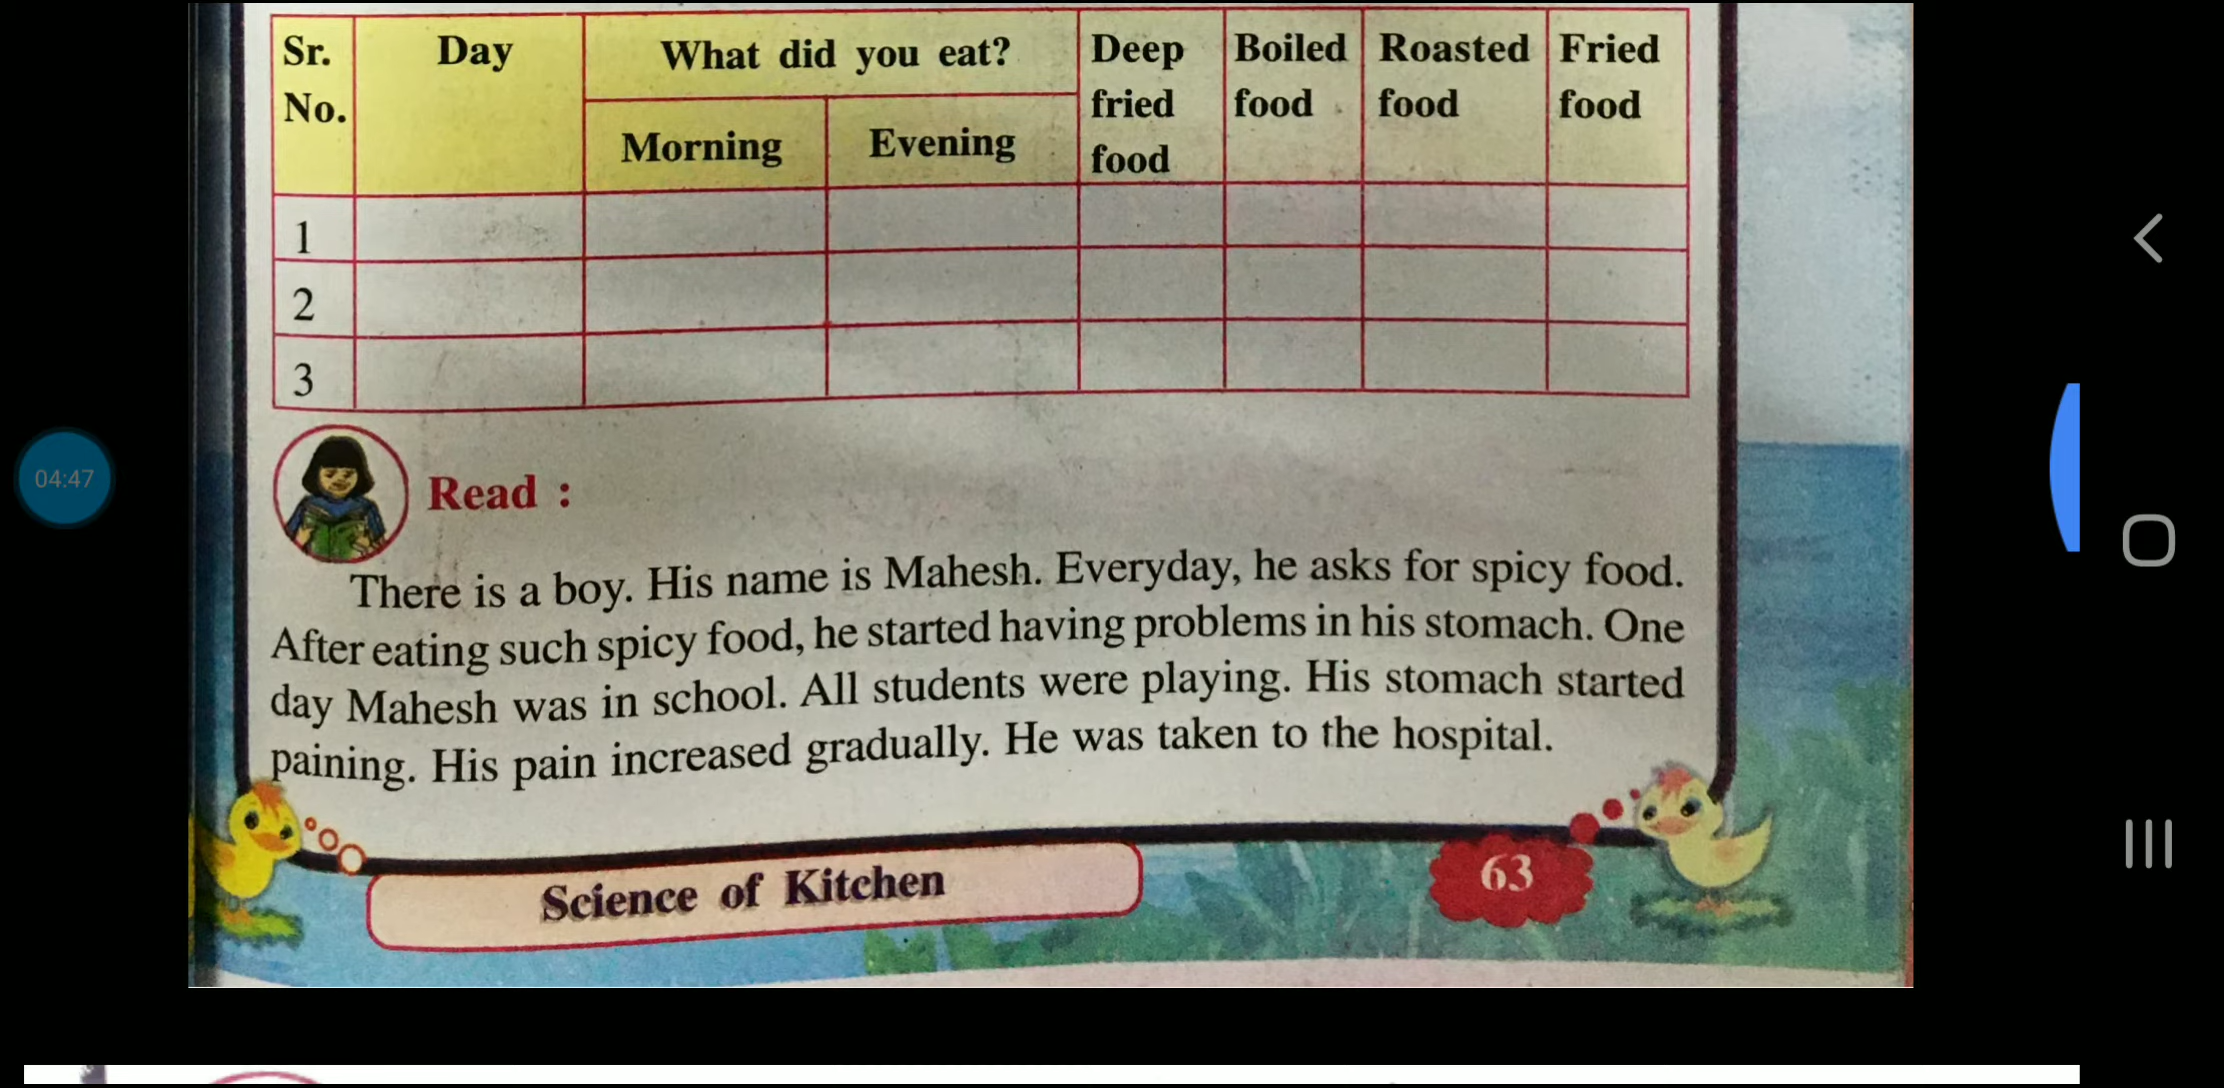 Sr. No. Day What did you eat? Deep fried food Boiled food Roasted food Fried food
Morning Evening
1
2
3
04:47
Read :
There is a boy. His name is Mahesh. Everyday, he asks for spicy food.
After eating such spicy food, he started having problems in his stomach. One
day Mahesh was in school. All students were playing. His stomach started
paining. His pain increased gradually. He was taken to the hospital.
Science of Kitchen
63